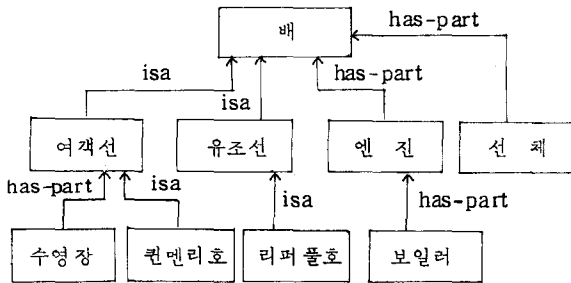 배
has-part
isa
isa
has-part
여객선
유조선
엔 진
선 체
has-part
isa
isa
has-part
수영장
퀸멘리호
리퍼풀호
보일러